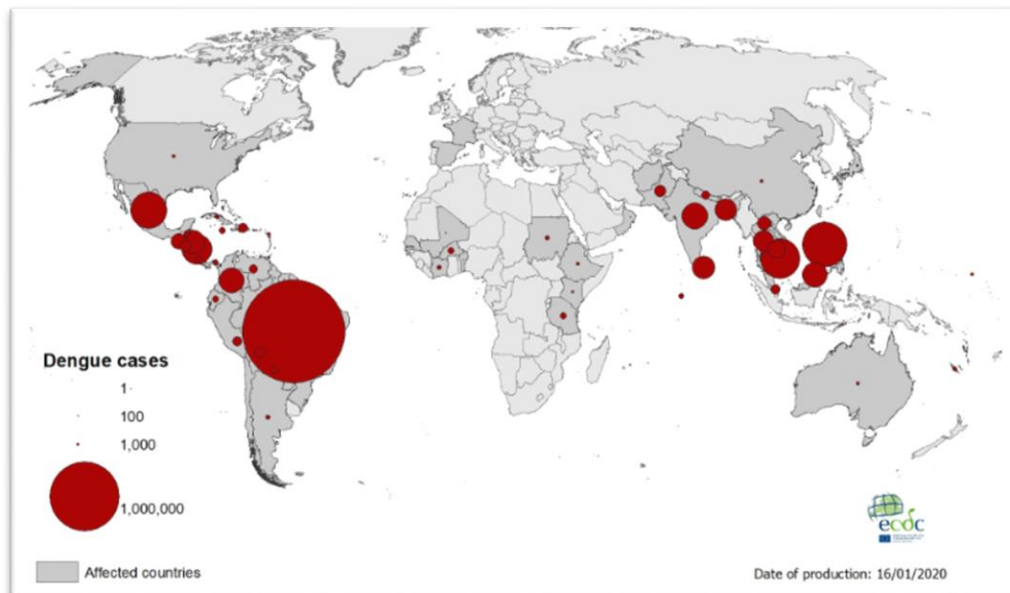 Dengue cases
1
100
1,000
1,000,000
Affected countries
ecdc
Date of production: 16/01/2020